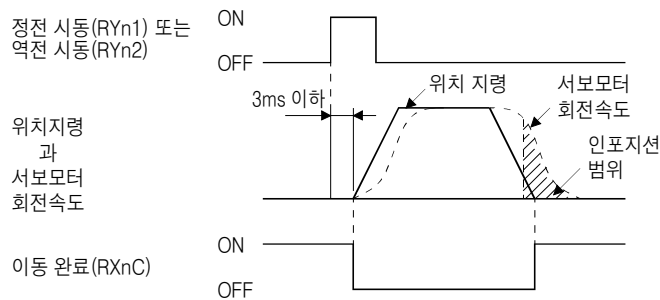 정전 시동(RYn1) 또는
역전 시동(RYn2)
ON
OFF
3ms 이하
위치 지령
서보모터
회전속도
인포지션
범위
위치지령
과
서보모터
회전속도
이동 완료(RXnC)
ON
OFF